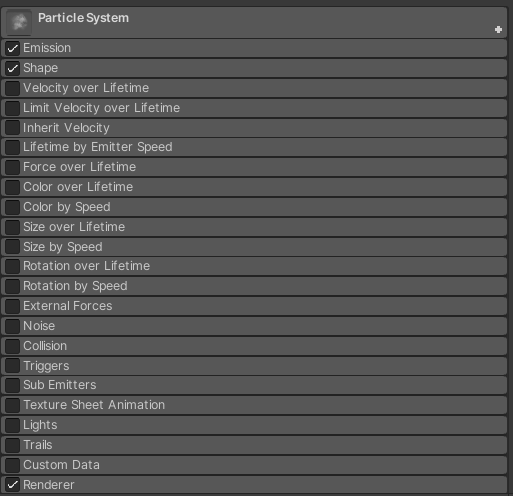 Particle System
Emission
Shape
Velocity over Lifetime
Limit Velocity over Lifetime
Inherit Velocity
Lifetime by Emitter Speed
Force over Lifetime
Color over Lifetime
Color by Speed
Size over Lifetime
Size by Speed
Rotation over Lifetime
Rotation by Speed
External Forces
Noise
Collision
Triggers
Sub Emitters
Texture Sheet Animation
Lights
Trails
Custom Data
Renderer